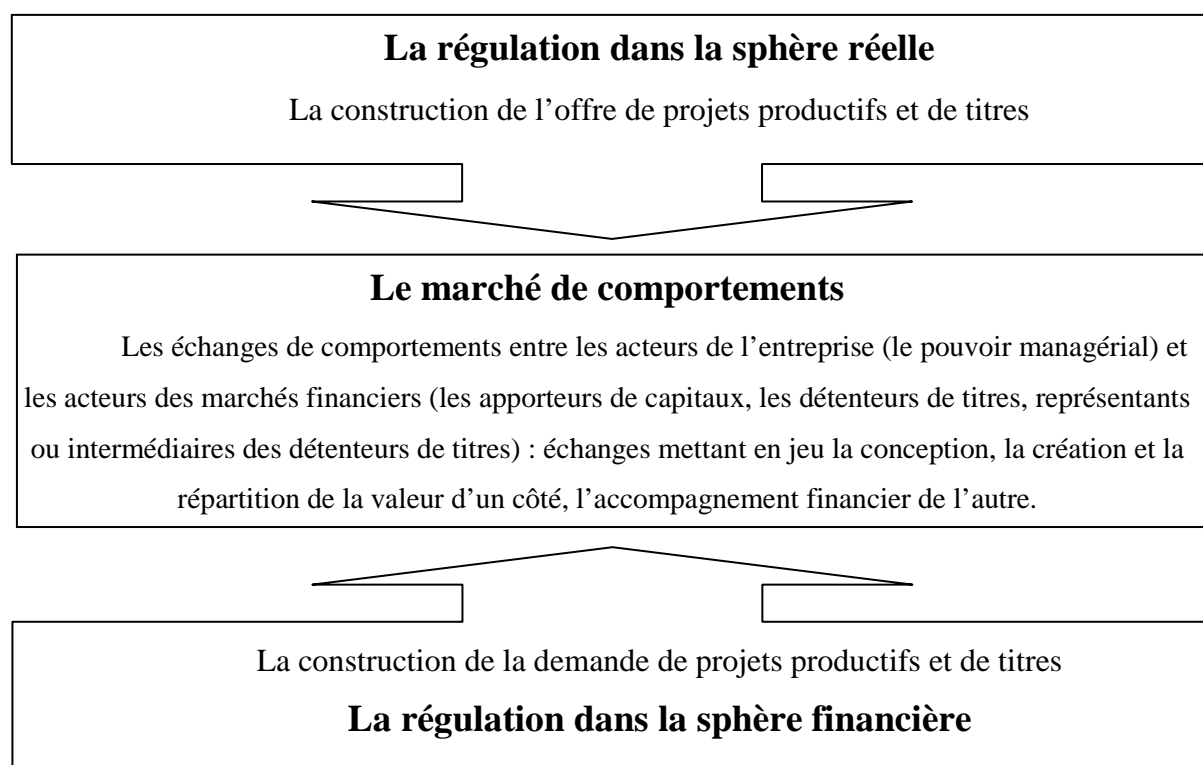 La régulation dans la sphère réelle
La construction de l’offre de projets productifs et de titres
Le marché de comportements
Les échanges de comportements entre les acteurs de l’entreprise (le pouvoir managérial) et
les acteurs des marchés financiers (les apporteurs de capitaux, les détenteurs de titres, représentants
ou intermédiaires des détenteurs de titres) : échanges mettant en jeu la conception, la création et la
répartition de la valeur d’un côté, l’accompagnement financier de l’autre.
La construction de la demande de projets productifs et de titres
La régulation dans la sphère financière